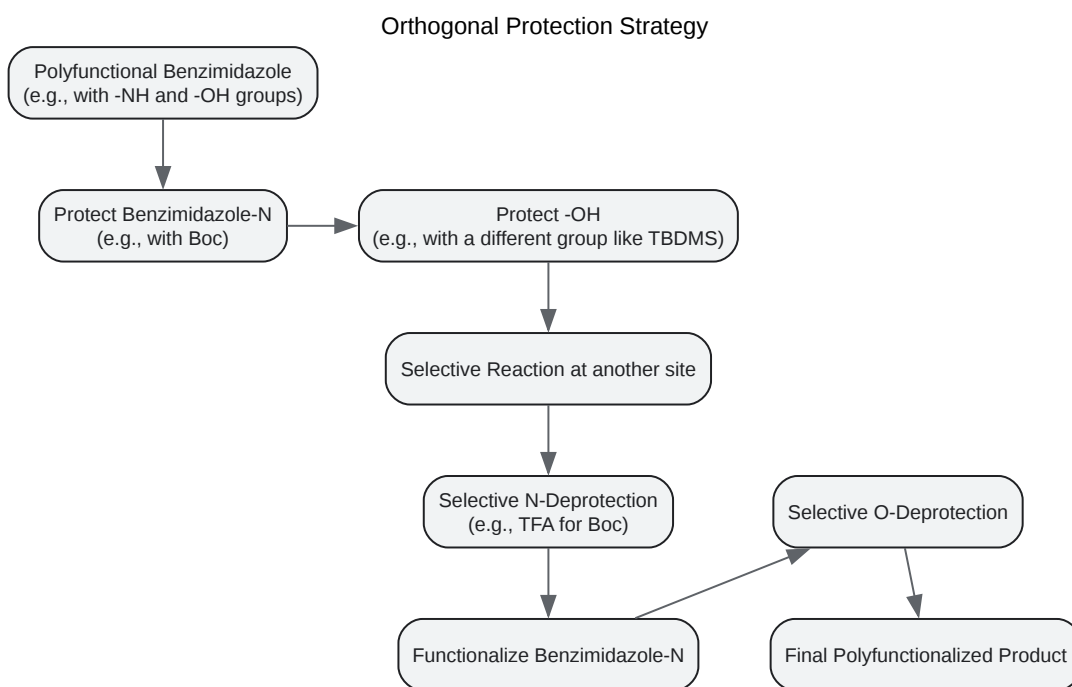 Orthogonal Protection Strategy
Polyfunctional Benzimidazole
(e.g., with -NH and -OH groups)
Protect Benzimidazole-N
(e.g., with Boc)
Protect -OH
(e.g., with a different group like TBDMS)
Selective Reaction at another site
Selective N-Deprotection
(e.g., TFA for Boc)
Functionalize Benzimidazole-N
Selective O-Deprotection
Final Polyfunctionalized Product